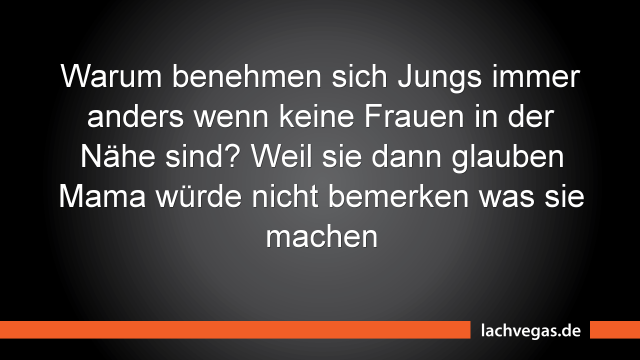 Warum benehmen sich Jungs immer
anders wenn keine Frauen in der
Nähe sind? Weil sie dann glauben
Mama würde nicht bemerken was sie
machen
lachvegas.de